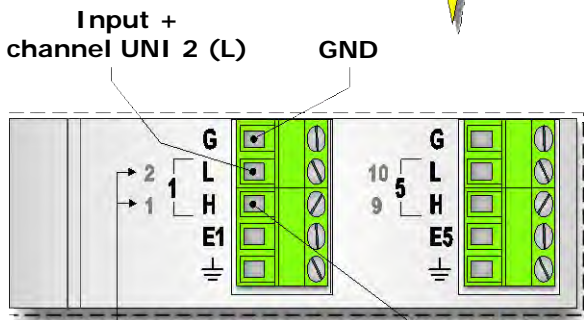 Input +
channel UNI 2 (L)
GND
G
2 L
1
1 H
E1
G
10 L
5
9 H
E5